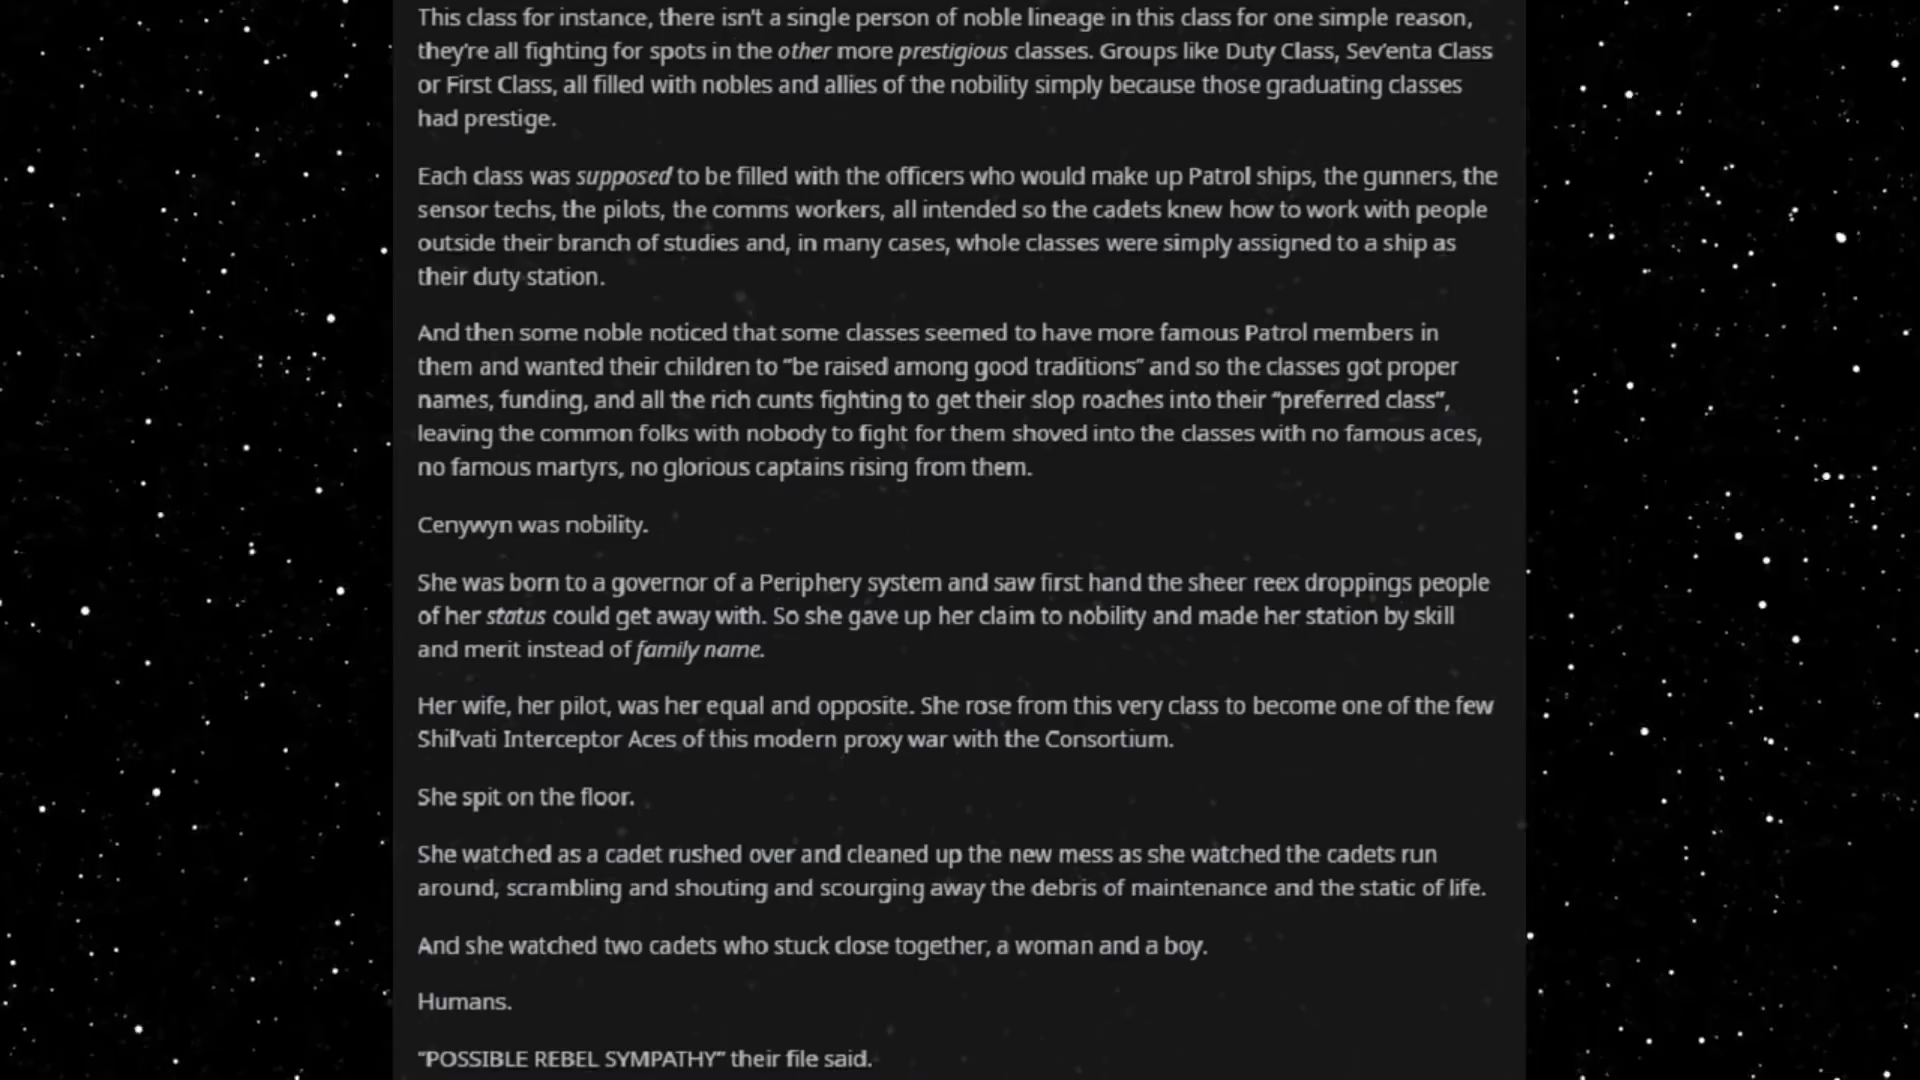 This class for instance, there isn't a single person of noble lineage in this class for one simple reason,
they're all fighting for spots in the other more prestigious classes. Groups like Duty Class, Sev'enta Class
or First Class, all filled with nobles and allies of the nobility simply because those graduating classes
had prestige.
Each class was supposed to be filled with the officers who would make up Patrol ships, the gunners, the
sensor techs, the pilots, the comms workers, all intended so the cadets knew how to work with people
outside their branch of studies and, in many cases, whole classes were simply assigned to a ship as
their duty station.
And then some noble noticed that some classes seemed to have more famous Patrol members in
them and wanted their children to “be raised among good traditions” and so the classes got proper
names, funding, and all the rich cunts fighting to get their slop roaches into their “preferred class”,
leaving the common folks with nobody to fight for them shoved into the classes with no famous aces,
no famous martyrs, no glorious captains rising from them.
Cenywyn was nobility.
She was born to a governor of a Periphery system and saw first hand the sheer reex droppings people
of her status could get away with. So she gave up her claim to nobility and made her station by skill
and merit instead of family name.
Her wife, her pilot, was her equal and opposite. She rose from this very class to become one of the few
Shil'vati Interceptor Aces of this modern proxy war with the Consortium.
She spit on the floor.
She watched as a cadet rushed over and cleaned up the new mess as she watched the cadets run
around, scrambling and shouting and scourging away the debris of maintenance and the static of life.
And she watched two cadets who stuck close together, a woman and a boy.
Humans.
“POSSIBLE REBEL SYMPATHY” their file said.